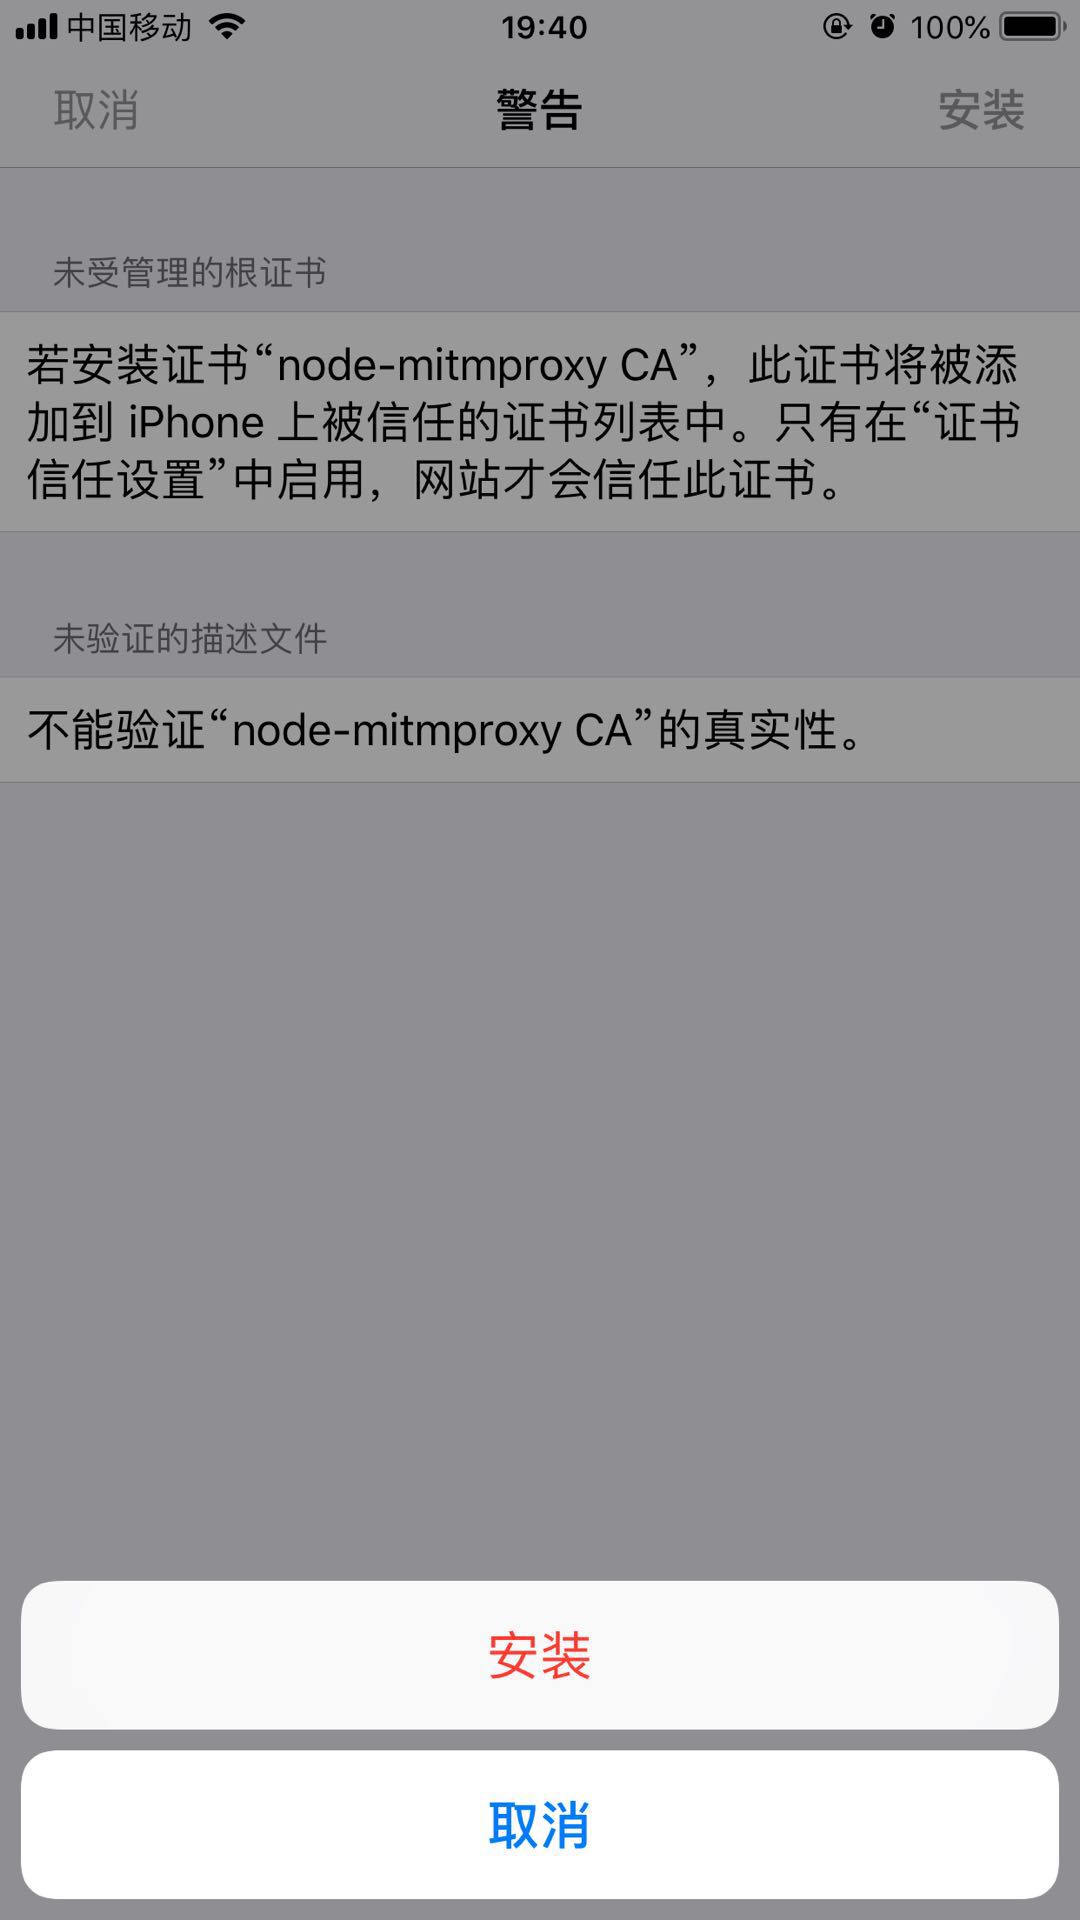 中国移动 19:40 100%
取消 警告 安装
未受管理的根证书
若安装证书“node-mitmproxy CA”，此证书将被添
加到 iPhone 上被信任的证书列表中。只有在“证书
信任设置”中启用，网站才会信任此证书。
未验证的描述文件
不能验证“node-mitmproxy CA”的真实性。
安装
取消